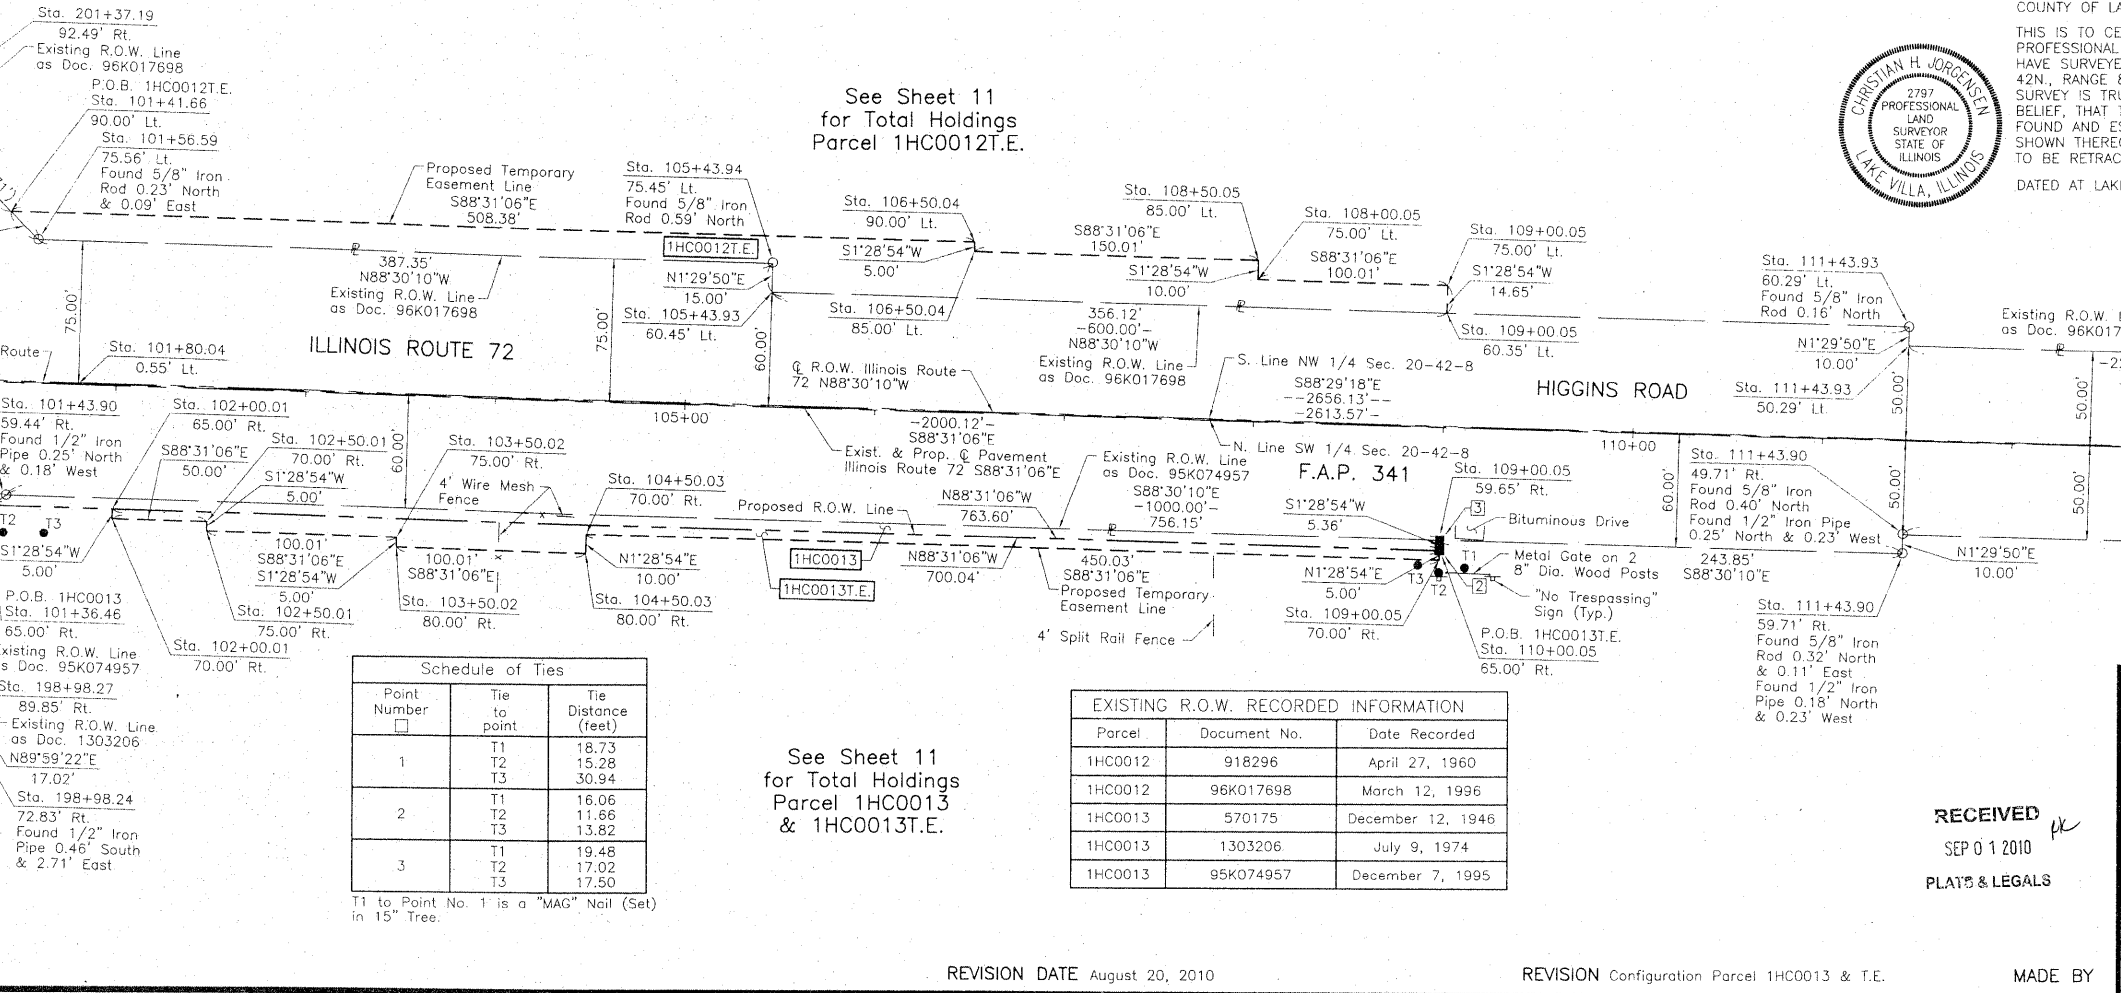 Sta. 201+37.19
92.49' Rt.
Existing R.O.W. Line
as Doc. 96K017698
P.O.B. 1HC0012T.E.
Sta. 101+41.66
90.00' Lt.
Sta. 101+56.59
75.56' Lt.
Found 5/8" Iron
Rod 0.23' North
& 0.09' East
See Sheet 11
for Total Holdings
Parcel 1HC0012T.E.
COUNTY OF LA
THIS IS TO CE
PROFESSIONAL
HAVE SURVEYE
42N., RANGE 8
SURVEY IS TRU
BELIEF, THAT T
FOUND AND ES
SHOWN THEREO
TO BE RETRAC
DATED AT LAKE
CHRISTIAN H. JORGENSEN
2797
PROFESSIONAL
LAND
SURVEYOR
STATE OF
ILLINOIS
LAKE VILLA, ILLINOIS
Proposed Temporary
Easement Line
S88°31'06"E
508.38'
Sta. 105+43.94
75.45' Lt.
Found 5/8" Iron
Rod 0.59' North
1HC0012T.E.
N1°29'50"E
15.00'
Sta. 105+43.93
60.45' Lt.
Sta. 106+50.04
90.00' Lt.
S1°28'54"W
5.00'
Sta. 106+50.04
85.00' Lt.
Sta. 108+50.05
85.00' Lt.
S88°31'06"E
150.01'
S1°28'54"W
10.00'
Sta. 108+00.05
75.00' Lt.
S88°31'06"E
100.01'
Sta. 109+00.05
75.00' Lt.
S1°28'54"W
14.65'
Sta. 109+00.05
60.35' Lt.
Sta. 111+43.93
60.29' Lt.
Found 5/8" Iron
Rod 0.16' North
N1°29'50"E
10.00'
Sta. 111+43.93
50.29' Lt.
Existing R.O.W. L
as Doc. 96K017
387.35'
N88°30'10"W
Existing R.O.W. Line
as Doc. 96K017698
75.00'
75.00'
60.00'
356.12'
-600.00'-
N88°30'10"W
Existing R.O.W. Line
as Doc. 96K017698
Route
Sta. 101+80.04
0.55' Lt.
ILLINOIS ROUTE 72
℄ R.O.W. Illinois Route
72 N88°30'10"W
S. Line NW 1/4 Sec. 20-42-8
S88°29'18"E
--2656.13'--
-2613.57'-
HIGGINS ROAD
50.00'
50.00'
105+00
110+00
-2000.12'-
S88°31'06"E
Exist. & Prop. ℄ Pavement
Illinois Route 72 S88°31'06"E
N. Line SW 1/4 Sec. 20-42-8
F.A.P. 341
Sta. 101+43.90
59.44' Rt.
Found 1/2" Iron
Pipe 0.25' North
& 0.18' West
Sta. 102+00.01
65.00' Rt.
S88°31'06"E
50.00'
Sta. 102+50.01
70.00' Rt.
S1°28'54"W
5.00'
60.00'
Sta. 103+50.02
75.00' Rt.
4' Wire Mesh
Fence
Sta. 104+50.03
70.00' Rt.
Proposed R.O.W. Line
N88°31'06"W
763.60'
Existing R.O.W. Line
as Doc. 95K074957
S88°30'10"E
-1000.00'-
756.15'
S1°28'54"W
5.36'
Sta. 109+00.05
59.65' Rt.
3
Bituminous Drive
60.00'
Sta. 111+43.90
49.71' Rt.
Found 5/8" Iron
Rod 0.40' North
Found 1/2" Iron Pipe
0.25' North & 0.23' West
50.00'
50.00'
N1°29'50"E
10.00'
T2
T3
S1°28'54"W
5.00'
P.O.B. 1HC0013
Sta. 101+36.46
65.00' Rt.
100.01'
S88°31'06"E
S1°28'54"W
5.00'
Sta. 102+50.01
75.00' Rt.
Sta. 102+00.01
70.00' Rt.
100.01'
S88°31'06"E
Sta. 103+50.02
80.00' Rt.
N1°28'54"E
10.00'
Sta. 104+50.03
80.00' Rt.
1HC0013
1HC0013T.E.
N88°31'06"W
700.04'
450.03'
S88°31'06"E
Proposed Temporary
Easement Line
4' Split Rail Fence
N1°28'54"E
5.00'
Sta. 109+00.05
70.00' Rt.
T3
T2
T1
2
Metal Gate on 2
8" Dia. Wood Posts
"No Trespassing"
Sign (Typ.)
P.O.B. 1HC0013T.E.
Sta. 110+00.05
65.00' Rt.
243.85'
S88°30'10"E
Sta. 111+43.90
59.71' Rt.
Found 5/8" Iron
Rod 0.32' North
& 0.11' East
Found 1/2" Iron
Pipe 0.18' North
& 0.23' West
xisting R.O.W. Line
s Doc. 95K074957
Sta. 198+98.27
89.85' Rt.
Existing R.O.W. Line
as Doc. 1303206
N89°59'22"E
17.02'
Sta. 198+98.24
72.83' Rt.
Found 1/2" Iron
Pipe 0.46' South
& 2.71' East
Schedule of Ties
Point Number □ Tie to point Tie Distance (feet)
1 T1 18.73
T2 15.28
T3 30.94
2 T1 16.06
T2 11.66
T3 13.82
3 T1 19.48
T2 17.02
T3 17.50
T1 to Point No. 1 is a "MAG" Nail (Set)
in 15" Tree.
See Sheet 11
for Total Holdings
Parcel 1HC0013
& 1HC0013T.E.
EXISTING R.O.W. RECORDED INFORMATION
Parcel Document No. Date Recorded
1HC0012 918296 April 27, 1960
1HC0012 96K017698 March 12, 1996
1HC0013 570175 December 12, 1946
1HC0013 1303206 July 9, 1974
1HC0013 95K074957 December 7, 1995
RECEIVED
SEP 01 2010
PLATS & LEGALS
REVISION DATE August 20, 2010
REVISION Configuration Parcel 1HC0013 & T.E.
MADE BY